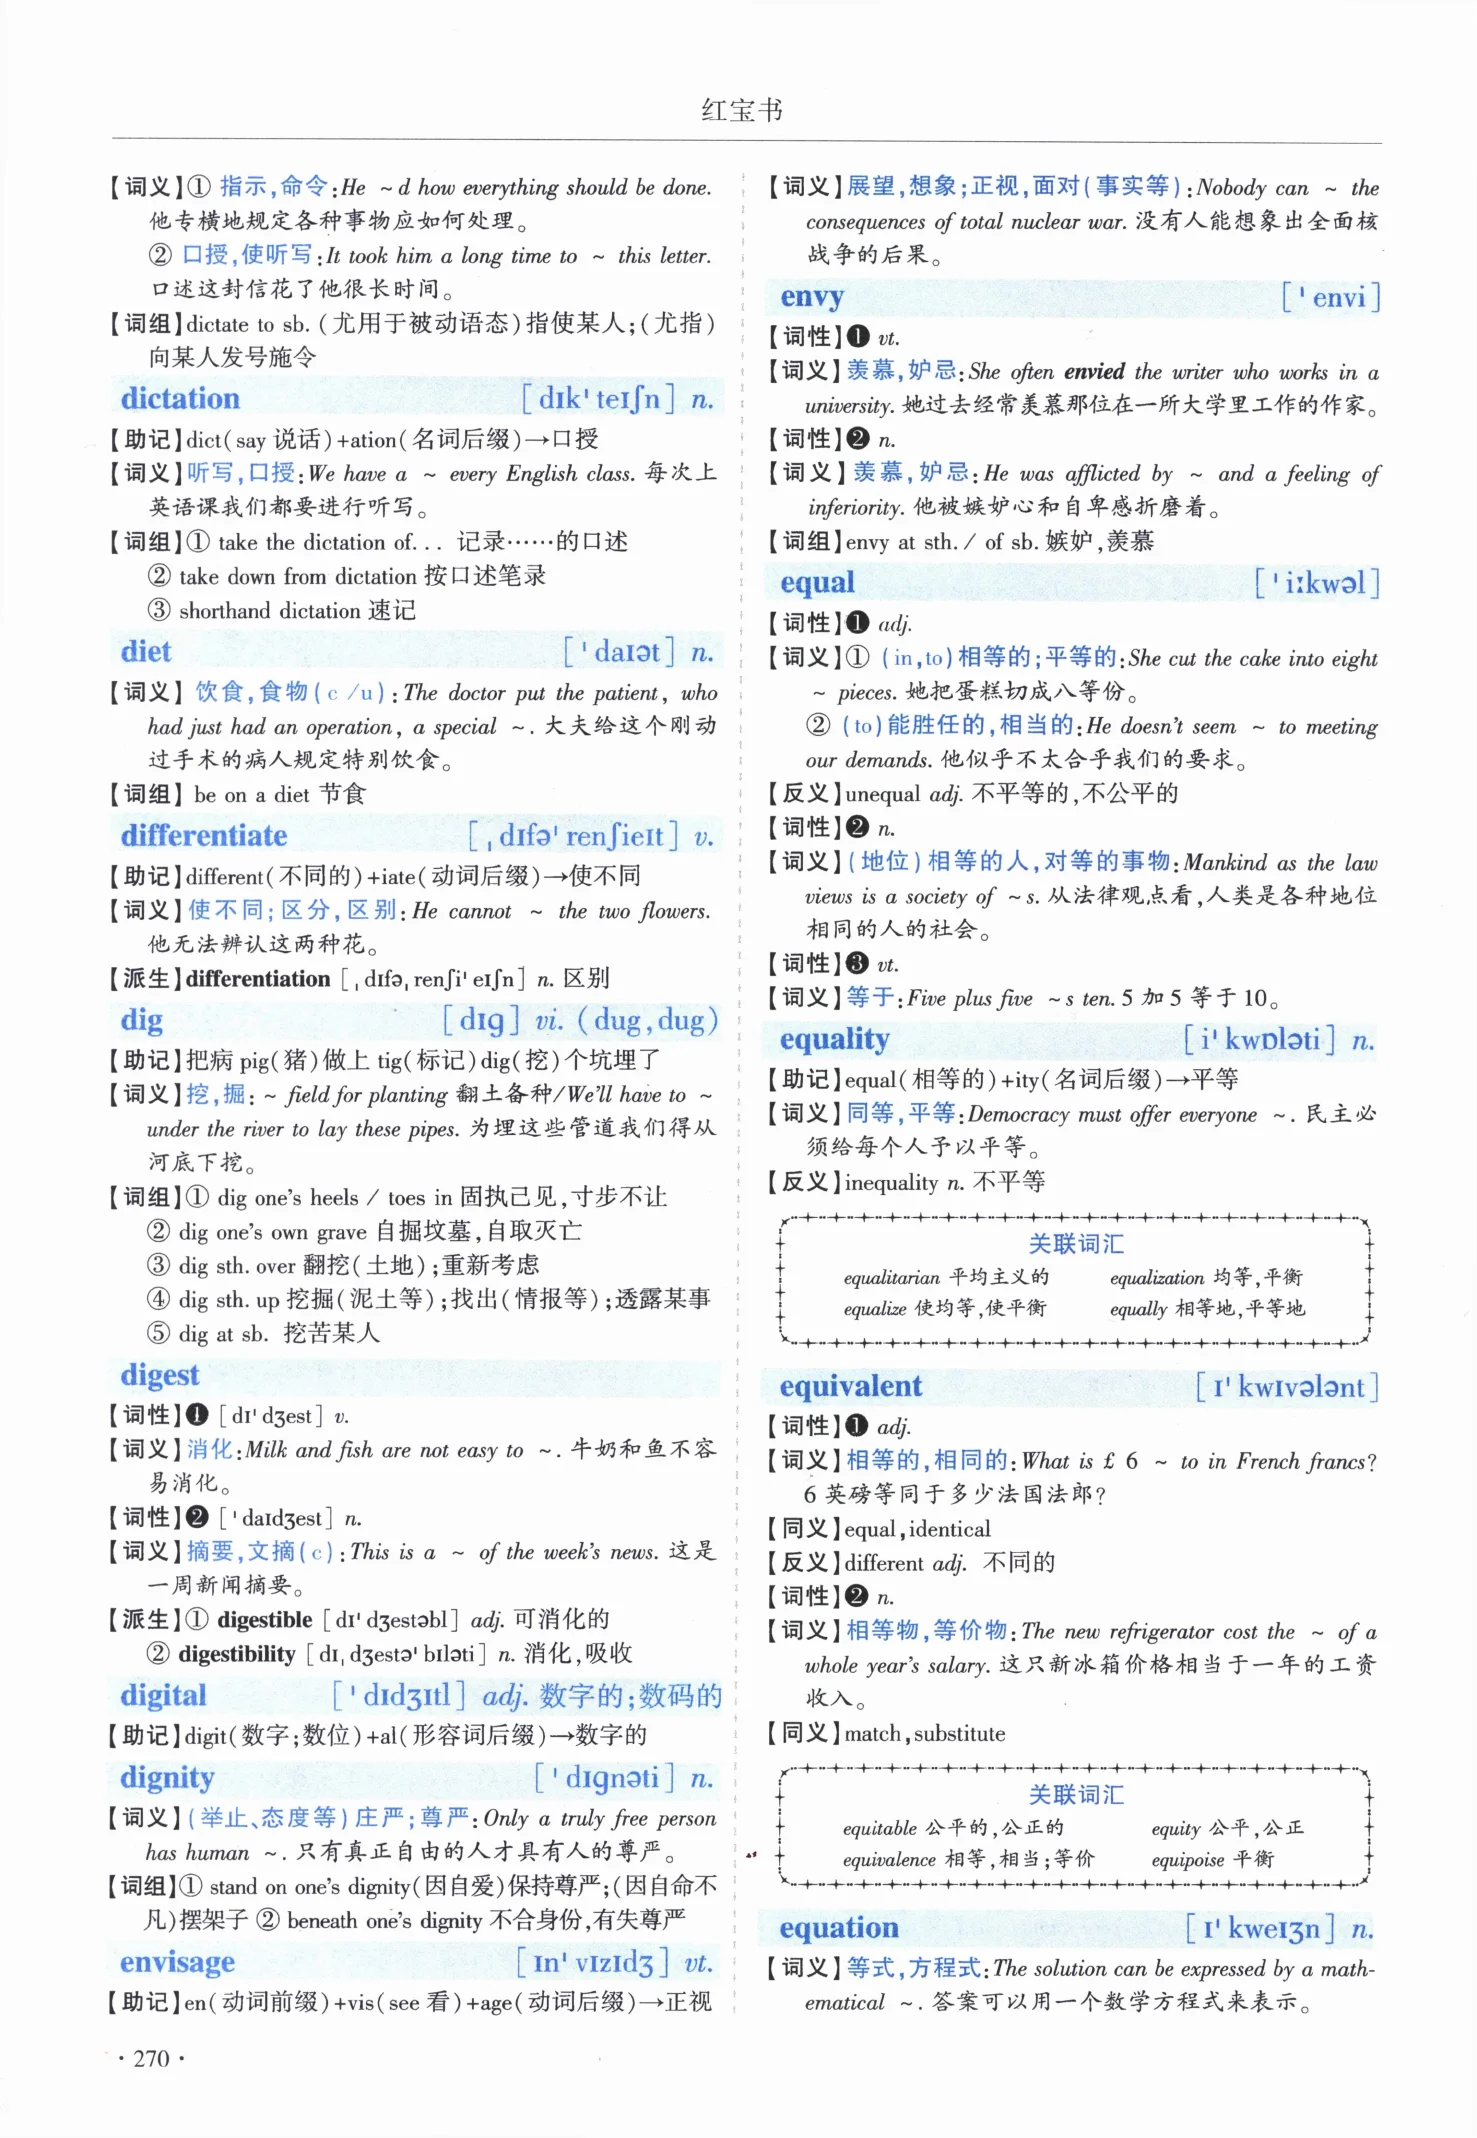 红宝书
【词义】① 指示,命令:He ~d how everything should be done.
他专横地规定各种事物应如何处理。
② 口授,使听写:It took him a long time to ~ this letter.
口述这封信花了他很长时间。
【词组】dictate to sb. (尤用于被动语态)指使某人;(尤指)
向某人发号施令
dictation [dɪkˈteɪʃn] n.
【助记】dict(say 说话)+ation(名词后缀)→口授
【词义】听写,口授:We have a ~ every English class. 每次上
英语课我们都要进行听写。
【词组】① take the dictation of... 记录……的口述
② take down from dictation 按口述笔录
③ shorthand dictation 速记
diet [ˈdaɪət] n.
【词义】 饮食,食物(c /u):The doctor put the patient, who
had just had an operation, a special ~. 大夫给这个刚动
过手术的病人规定特别饮食。
【词组】 be on a diet 节食
differentiate [ˌdɪfəˈrenʃieɪt] v.
【助记】different(不同的)+iate(动词后缀)→使不同
【词义】使不同;区分,区别:He cannot ~ the two flowers.
他无法辨认这两种花。
【派生】differentiation [ˌdɪfəˌrenʃiˈeɪʃn] n. 区别
dig [dɪg] vi. (dug,dug)
【助记】把病 pig(猪)做上 tig(标记)dig(挖)个坑埋了
【词义】挖,掘: ~ field for planting 翻土备种/We'll have to ~
under the river to lay these pipes. 为埋这些管道我们得从
河底下挖。
【词组】① dig one's heels / toes in 固执己见,寸步不让
② dig one's own grave 自掘坟墓,自取灭亡
③ dig sth. over 翻挖(土地);重新考虑
④ dig sth. up 挖掘(泥土等);找出(情报等);透露某事
⑤ dig at sb. 挖苦某人
digest
【词性】❶ [dɪˈdʒest] v.
【词义】消化:Milk and fish are not easy to ~. 牛奶和鱼不容
易消化。
【词性】❷ [ˈdaɪdʒest] n.
【词义】摘要,文摘(c):This is a ~ of the week's news. 这是
一周新闻摘要。
【派生】① digestible [dɪˈdʒestəbl] adj. 可消化的
② digestibility [dɪˌdʒestəˈbɪləti] n. 消化,吸收
digital [ˈdɪdʒɪtl] adj. 数字的;数码的
【助记】digit(数字;数位)+al(形容词后缀)→数字的
dignity [ˈdɪgnəti] n.
【词义】(举止、态度等)庄严;尊严:Only a truly free person
has human ~. 只有真正自由的人才具有人的尊严。
【词组】① stand on one's dignity(因自爱)保持尊严;(因自命不
凡)摆架子 ② beneath one's dignity 不合身份,有失尊严
envisage [ɪnˈvɪzɪdʒ] vt.
【助记】en(动词前缀)+vis(see 看)+age(动词后缀)→正视
· 270 ·
【词义】展望,想象;正视,面对(事实等):Nobody can ~ the
consequences of total nuclear war. 没有人能想象出全面核
战争的后果。
envy [ˈenvi]
【词性】❶ vt.
【词义】羡慕,妒忌:She often envied the writer who works in a
university. 她过去经常羡慕那位在一所大学里工作的作家。
【词性】❷ n.
【词义】羡慕,妒忌:He was afflicted by ~ and a feeling of
inferiority. 他被嫉妒心和自卑感折磨着。
【词组】envy at sth. / of sb. 嫉妒,羡慕
equal [ˈiːkwəl]
【词性】❶ adj.
【词义】① (in,to)相等的;平等的:She cut the cake into eight
~ pieces. 她把蛋糕切成八等份。
② (to)能胜任的,相当的:He doesn't seem ~ to meeting
our demands. 他似乎不太合乎我们的要求。
【反义】unequal adj. 不平等的,不公平的
【词性】❷ n.
【词义】(地位)相等的人,对等的事物:Mankind as the law
views is a society of ~s. 从法律观点看,人类是各种地位
相同的人的社会。
【词性】❸ vt.
【词义】等于:Five plus five ~s ten. 5 加 5 等于 10。
equality [iˈkwɒləti] n.
【助记】equal(相等的)+ity(名词后缀)→平等
【词义】同等,平等:Democracy must offer everyone ~. 民主必
须给每个人予以平等。
【反义】inequality n. 不平等
关联词汇
equalitarian 平均主义的 equalization 均等,平衡
equalize 使均等,使平衡 equally 相等地,平等地
equivalent [ɪˈkwɪvələnt]
【词性】❶ adj.
【词义】相等的,相同的:What is £ 6 ~ to in French francs?
6 英磅等同于多少法国法郎?
【同义】equal,identical
【反义】different adj. 不同的
【词性】❷ n.
【词义】相等物,等价物:The new refrigerator cost the ~ of a
whole year's salary. 这只新冰箱价格相当于一年的工资
收入。
【同义】match,substitute
关联词汇
equitable 公平的,公正的 equity 公平,公正
equivalence 相等,相当;等价 equipoise 平衡
equation [ɪˈkweɪʒn] n.
【词义】等式,方程式:The solution can be expressed by a math-
ematical ~. 答案可以用一个数学方程式来表示。